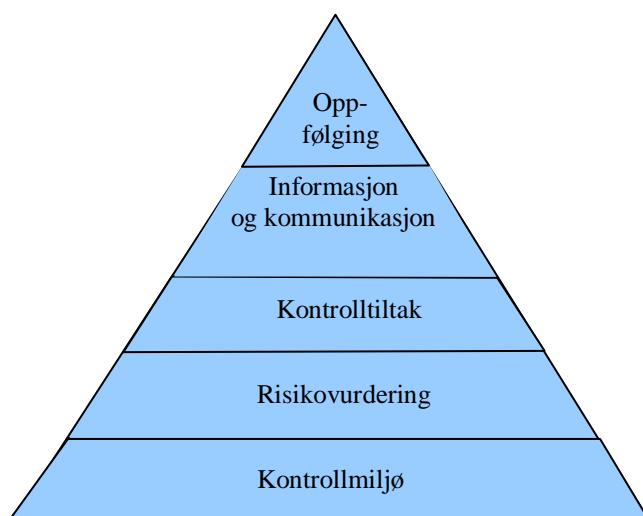 Opp-
følging
Informasjon
og kommunikasjon
Kontrolltiltak
Risikovurdering
Kontrollmiljø